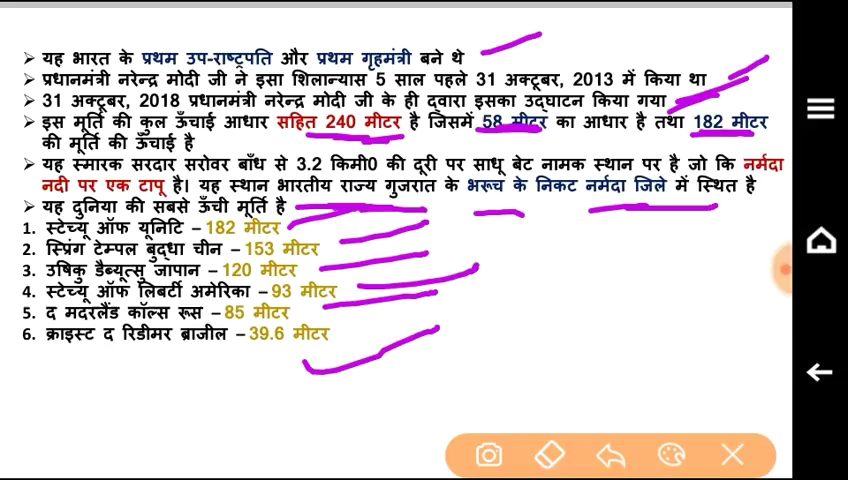 ➢ यह भारत के प्रथम उप-राष्ट्रपति और प्रथम गृहमंत्री बने थे
➢ प्रधानमंत्री नरेन्द्र मोदी जी ने इसा शिलान्यास 5 साल पहले 31 अक्टूबर, 2013 में किया था
➢ 31 अक्टूबर, 2018 प्रधानमंत्री नरेन्द्र मोदी जी के ही द्वारा इसका उद्घाटन किया गया
➢ इस मूर्ति की कुल ऊँचाई आधार सहित 240 मीटर है जिसमें 58 मीटर का आधार है तथा 182 मीटर
की मूर्ति की ऊँचाई है
➢ यह स्मारक सरदार सरोवर बाँध से 3.2 किमी0 की दूरी पर साधू बेट नामक स्थान पर है, जो कि नर्मदा
नदी पर एक टापू है। यह स्थान भारतीय राज्य गुजरात के भरूच के निकट नर्मदा जिले में स्थित है
➢ यह दुनिया की सबसे ऊँची मूर्ति है
1. स्टेच्यू ऑफ यूनिटि – 182 मीटर
2. स्प्रिंग टेम्पल बुद्धा चीन – 153 मीटर
3. उषिकु डैब्यूत्सु जापान – 120 मीटर
4. स्टेच्यू ऑफ लिबर्टी अमेरिका – 93 मीटर
5. द मदरलैंड कॉल्स रूस – 85 मीटर
6. क्राइस्ट द रिडीमर ब्राजील – 39.6 मीटर